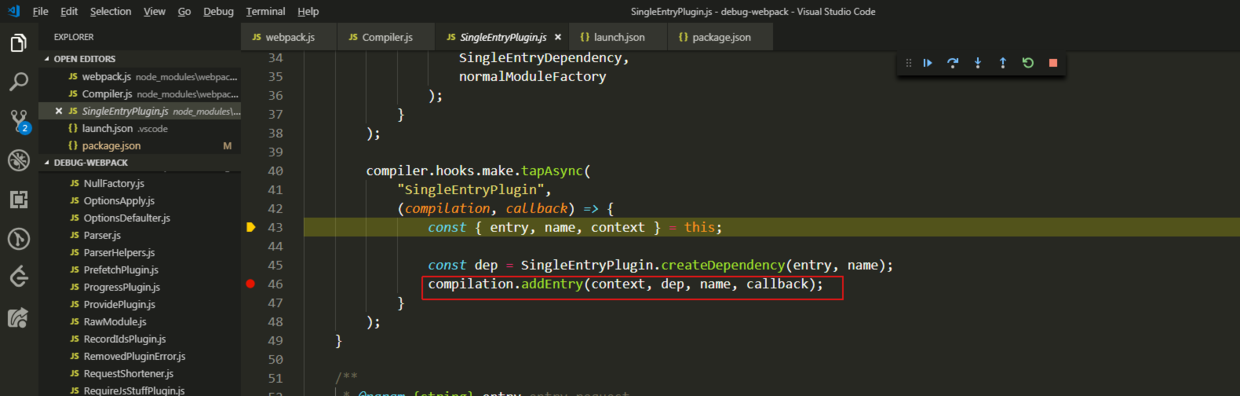 File Edit Selection View Go Debug Terminal Help
SingleEntryPlugin.js - debug-webpack - Visual Studio Code
EXPLORER
OPEN EDITORS
JS webpack.js node_modules\webpac...
JS Compiler.js node_modules\webpac...
JS SingleEntryPlugin.js node_modules\...
{} launch.json .vscode
{} package.json M
DEBUG-WEBPACK
JS NullFactory.js
JS OptionsApply.js
JS OptionsDefaulter.js
JS Parser.js
JS ParserHelpers.js
JS PrefetchPlugin.js
JS ProgressPlugin.js
JS ProvidePlugin.js
JS RawModule.js
JS RecordIdsPlugin.js
JS RemovedPluginError.js
JS RequestShortener.js
JS RequireJsStuffPlugin.js
2
JS webpack.js
JS Compiler.js
JS SingleEntryPlugin.js
{} launch.json
{} package.json
34 SingleEntryDependency,
35 normalModuleFactory
36 );
37 }
38 );
39
40 compiler.hooks.make.tapAsync(
41 "SingleEntryPlugin",
42 (compilation, callback) => {
43 const { entry, name, context } = this;
44
45 const dep = SingleEntryPlugin.createDependency(entry, name);
46 compilation.addEntry(context, dep, name, callback);
47 }
48 );
49 }
50
51 /**
52 * @param {string} entry entry request